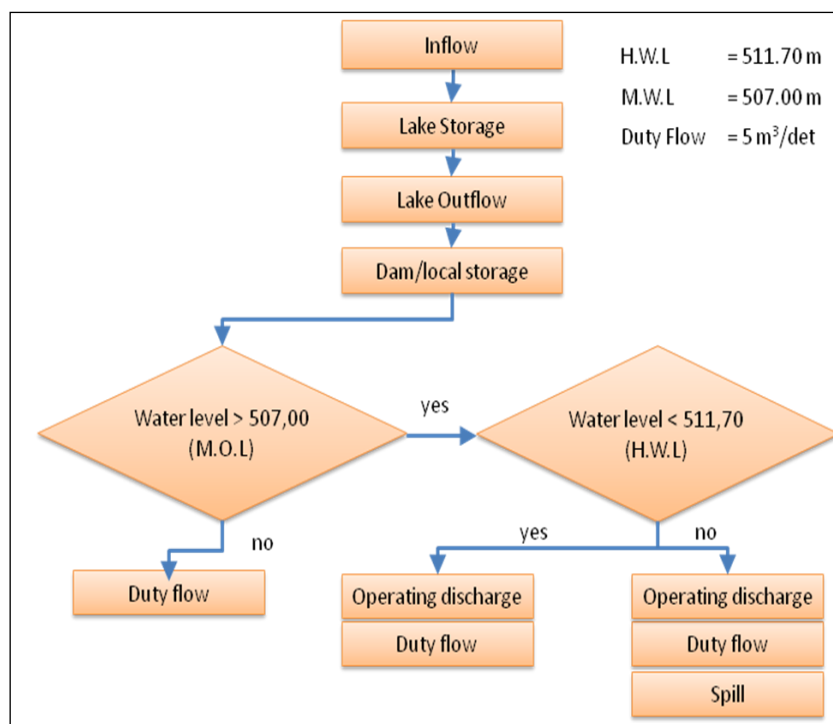 Inflow
H.W.L = 511.70 m
M.W.L = 507.00 m
Duty Flow = 5 m³/det
Lake Storage
Lake Outflow
Dam/local storage
Water level > 507,00
(M.O.L)
yes
Water level < 511,70
(H.W.L)
no
yes
no
Duty flow
Operating discharge
Duty flow
Operating discharge
Duty flow
Spill